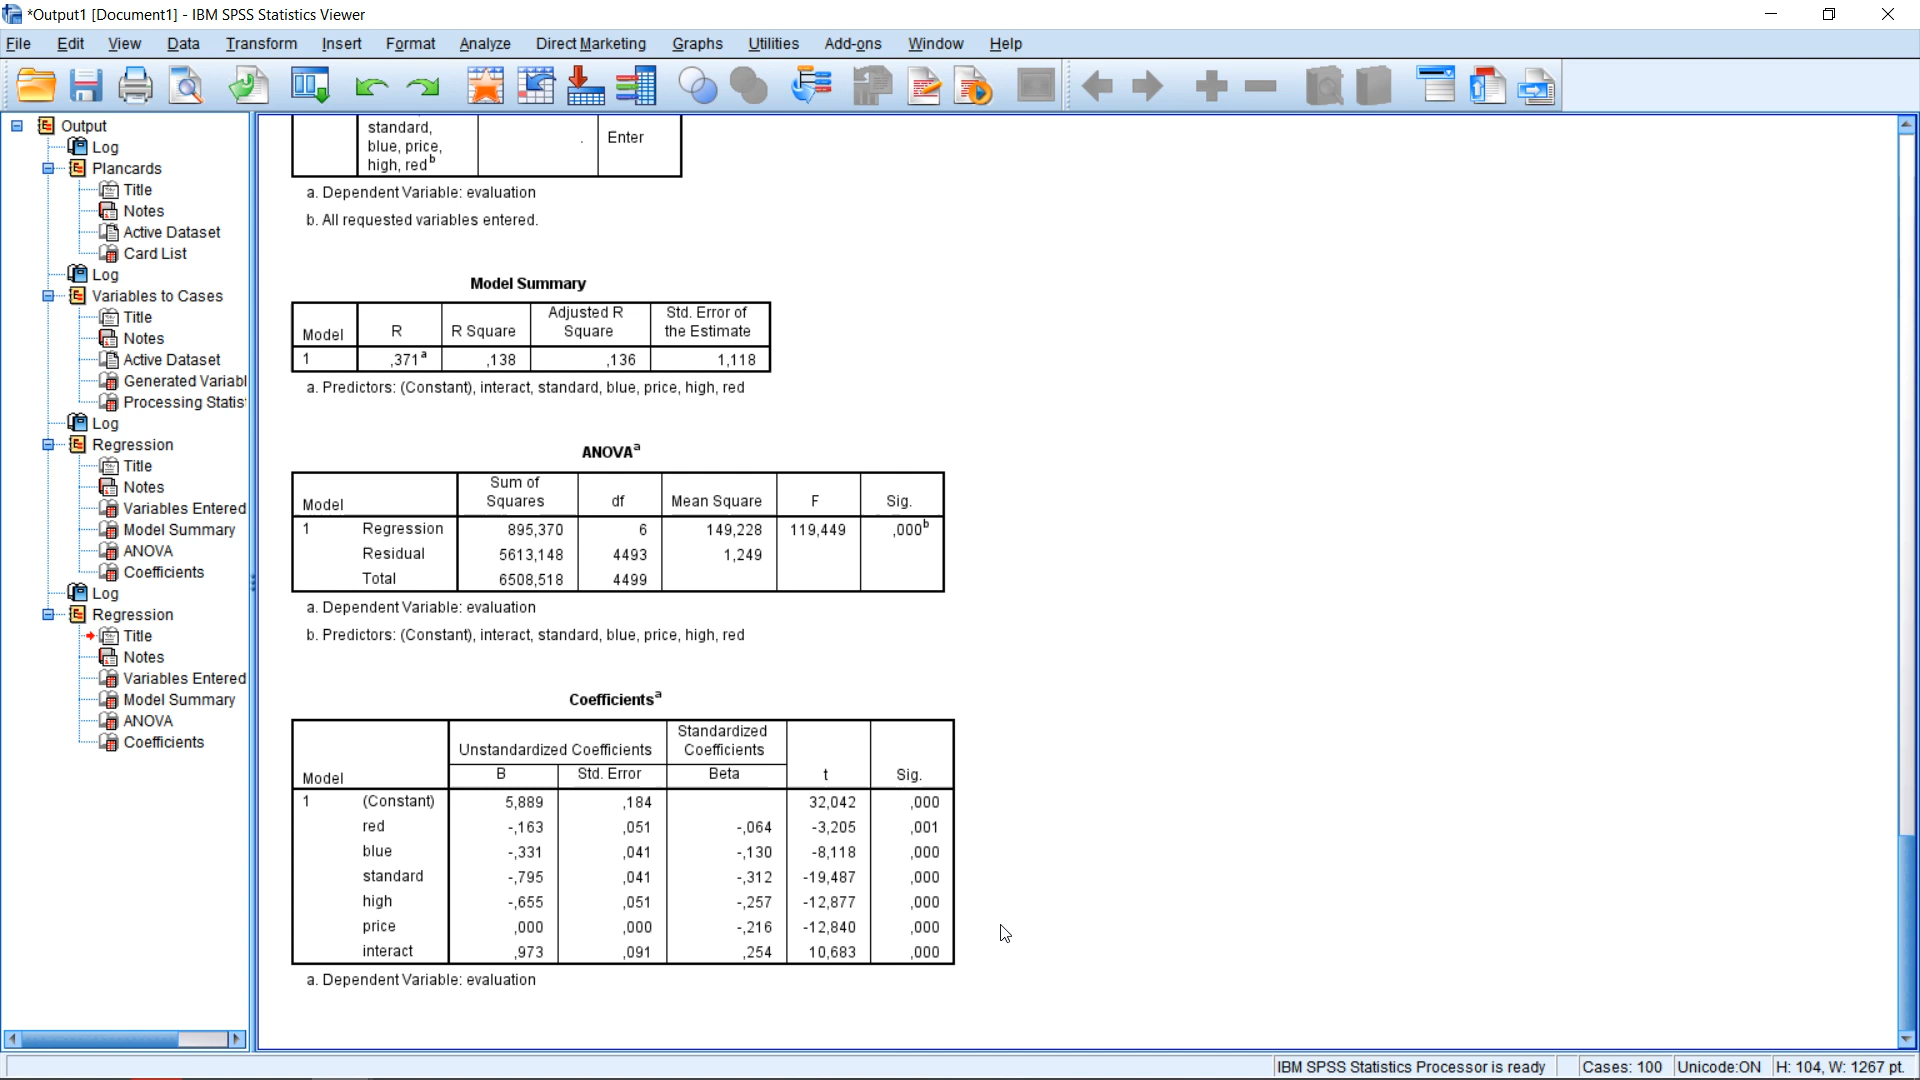 *Output1 [Document1] - IBM SPSS Statistics Viewer
File Edit View Data Transform Insert Format Analyze Direct Marketing Graphs Utilities Add-ons Window Help
Output
Log
Plancards
Title
Notes
Active Dataset
Card List
Log
Variables to Cases
Title
Notes
Active Dataset
Generated Variabl
Processing Statis
Log
Regression
Title
Notes
Variables Entered
Model Summary
ANOVA
Coefficients
Log
Regression
Title
Notes
Variables Entered
Model Summary
ANOVA
Coefficients
standard,
blue, price, . Enter
high, red b
a. Dependent Variable: evaluation
b. All requested variables entered.
Model Summary
Model R R Square Adjusted R Square Std. Error of the Estimate
1 ,371 a ,138 ,136 1,118
a. Predictors: (Constant), interact, standard, blue, price, high, red
ANOVA a
Model Sum of Squares df Mean Square F Sig.
1 Regression 895,370 6 149,228 119,449 ,000 b
Residual 5613,148 4493 1,249
Total 6508,518 4499
a. Dependent Variable: evaluation
b. Predictors: (Constant), interact, standard, blue, price, high, red
Coefficients a
Model Unstandardized Coefficients Standardized Coefficients t Sig.
B Std. Error Beta
1 (Constant) 5,889 ,184 32,042 ,000
red -,163 ,051 -,064 -3,205 ,001
blue -,331 ,041 -,130 -8,118 ,000
standard -,795 ,041 -,312 -19,487 ,000
high -,655 ,051 -,257 -12,877 ,000
price ,000 ,000 -,216 -12,840 ,000
interact ,973 ,091 ,254 10,683 ,000
a. Dependent Variable: evaluation
IBM SPSS Statistics Processor is ready Cases: 100 Unicode:ON H: 104, W: 1267 pt.